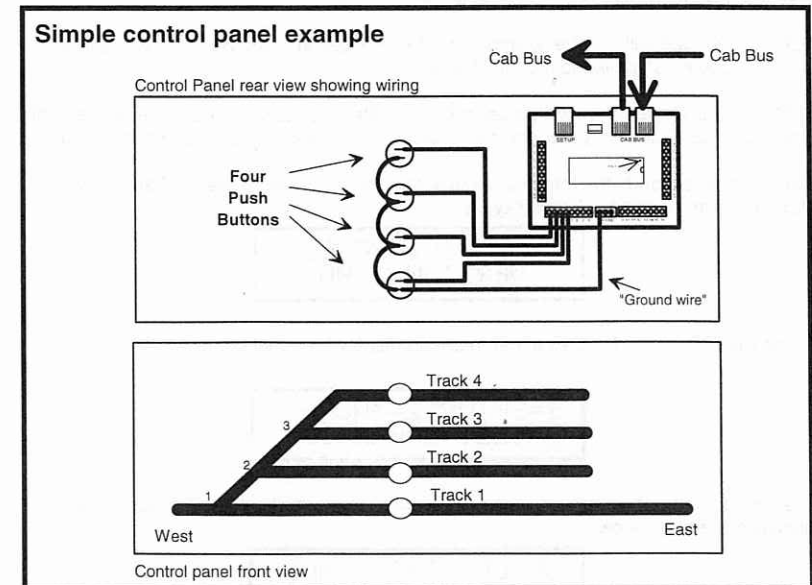 Simple control panel example
Cab Bus
Cab Bus
Control Panel rear view showing wiring
SETUP
CAB BUS
Four
Push
Buttons
"Ground wire"
Track 4
3
Track 3
2
Track 2
1
Track 1
West
East
Control panel front view